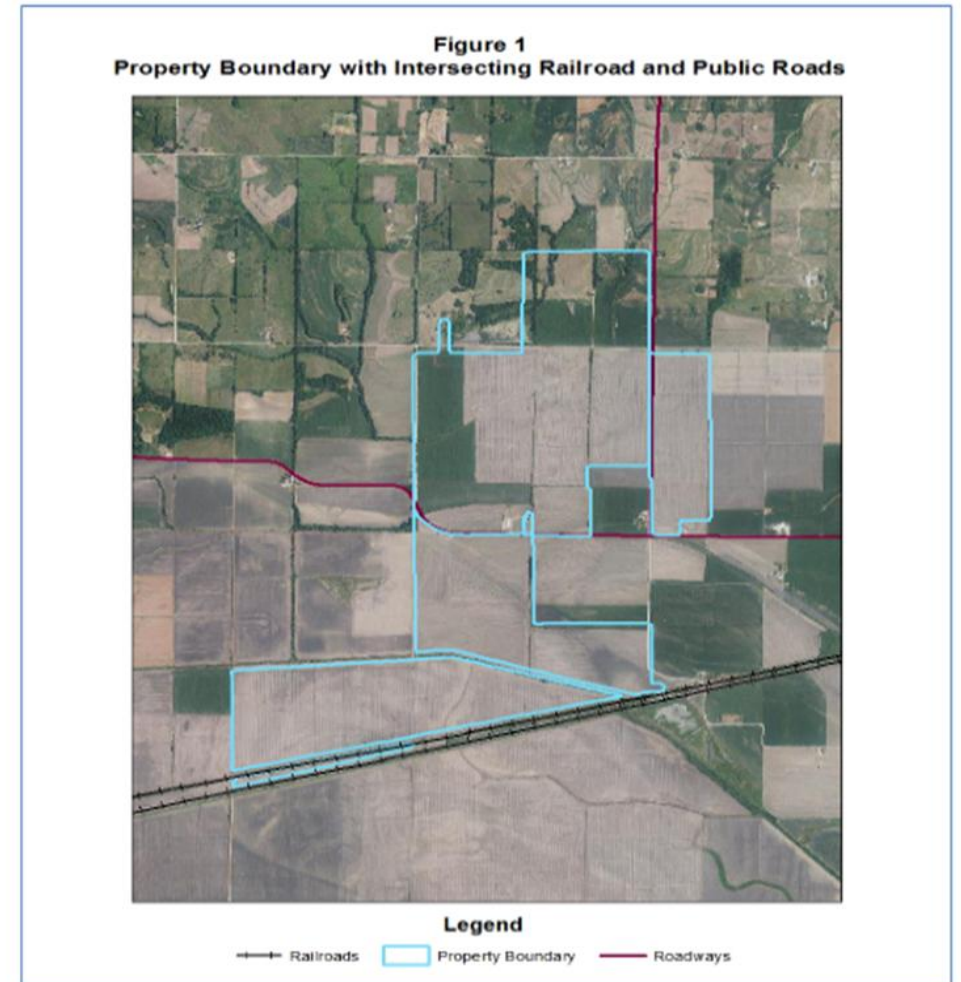 Figure 1
Property Boundary with Intersecting Railroad and Public Roads
Legend
Railroads
Property Boundary
Roadways